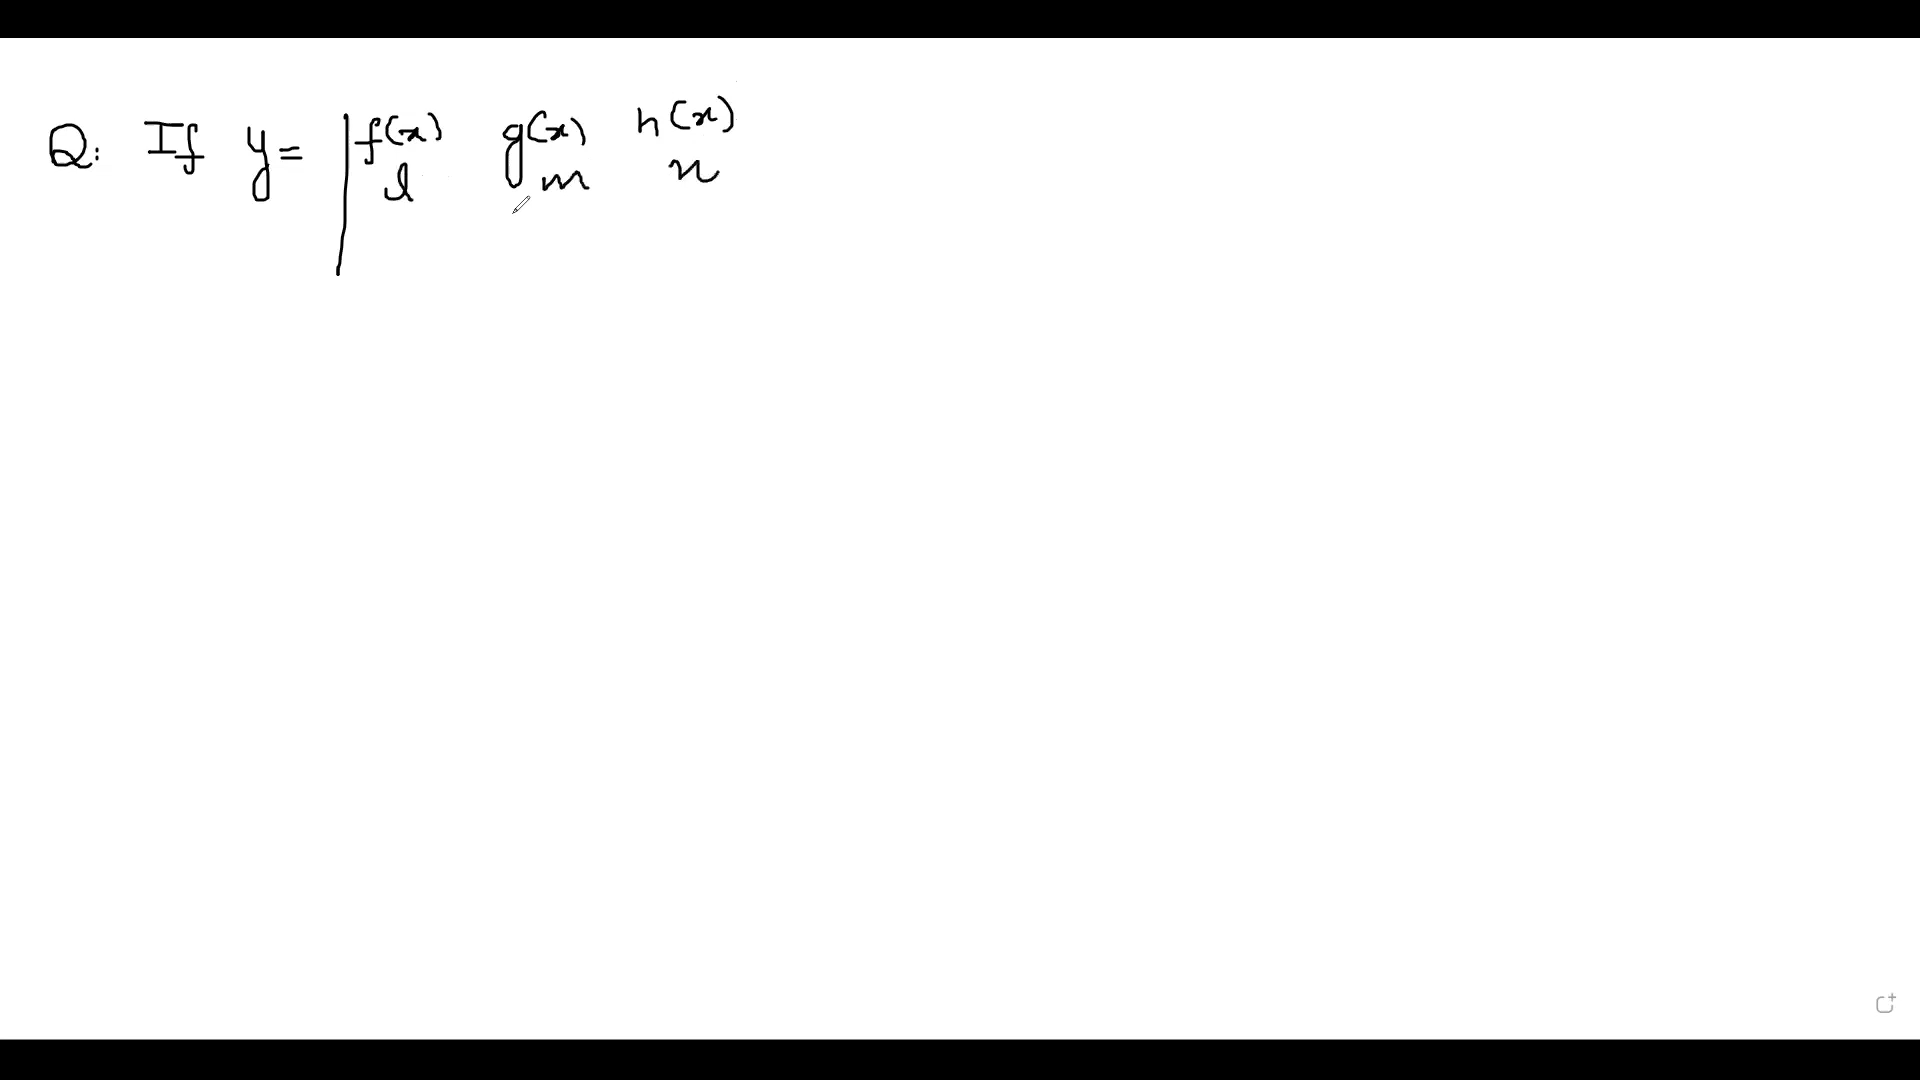 Q: If y = | f(x) g(x) h(x)
l m n